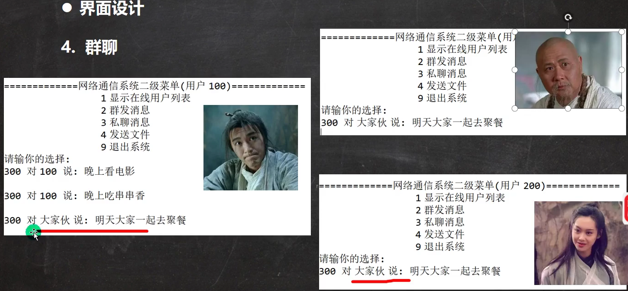 ● 界面设计
4. 群聊
=============网络通信系统二级菜单(用户 100)=============
1 显示在线用户列表
2 群发消息
3 私聊消息
4 发送文件
9 退出系统
请输你的选择:
300 对 100 说: 晚上看电影
300 对 100 说: 晚上吃串串香
300 对 大家伙 说: 明天大家一起去聚餐
=============网络通信系统二级菜单(用
1 显示在线用户列表
2 群发消息
3 私聊消息
4 发送文件
9 退出系统
请输你的选择:
300 对 大家伙 说: 明天大家一起去聚餐
=============网络通信系统二级菜单(用户 200)=============
1 显示在线用户列表
2 群发消息
3 私聊消息
4 发送文件
9 退出系统
请输你的选择:
300 对 大家伙 说: 明天大家一起去聚餐